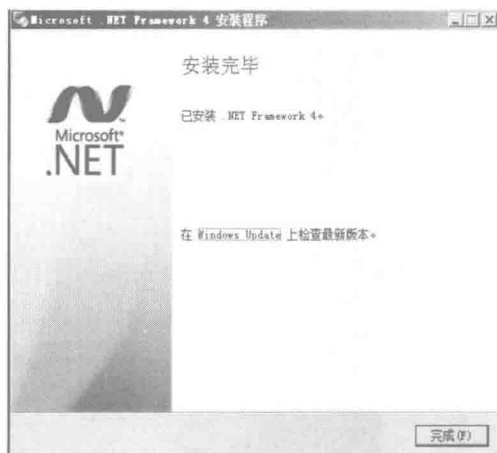 Microsoft .NET Framework 4 安装程序
安装完毕
已安装 .NET Framework 4。
Microsoft
.NET
在 Windows Update 上检查最新版本。
完成(F)